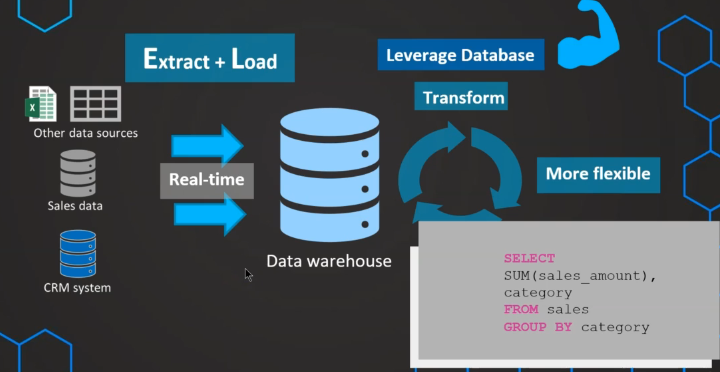 Extract + Load
Leverage Database
Transform
X
Other data sources
Real-time
More flexible
Sales data
Data warehouse
CRM system
SELECT
SUM(sales_amount),
category
FROM sales
GROUP BY category